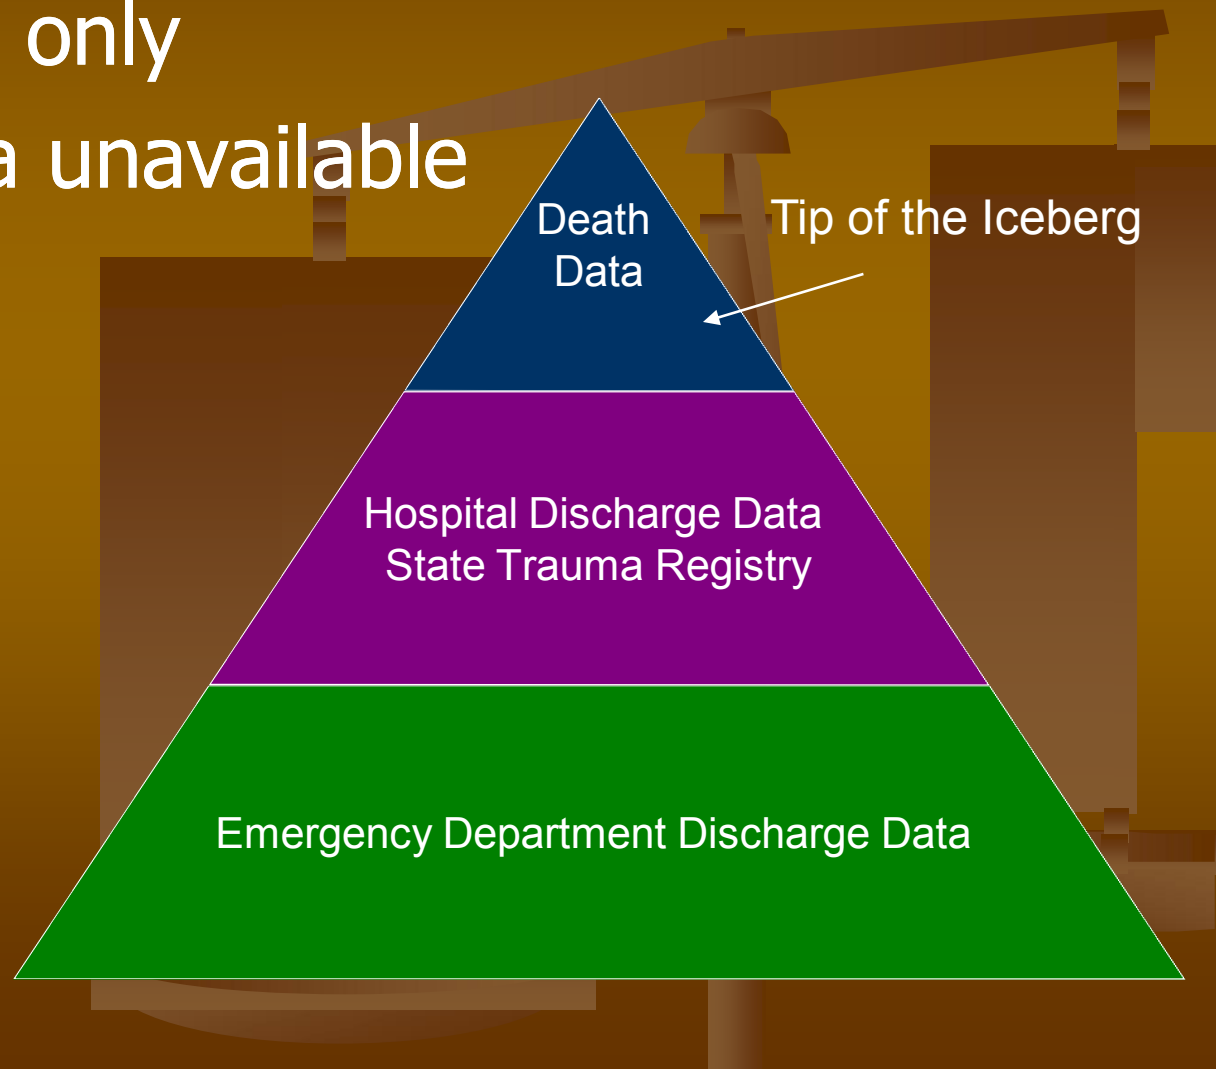 only
a unavailable
Death
Tip of the Iceberg
Data
Hospital Discharge Data
State Trauma Registry
Emergency Department Discharge Data